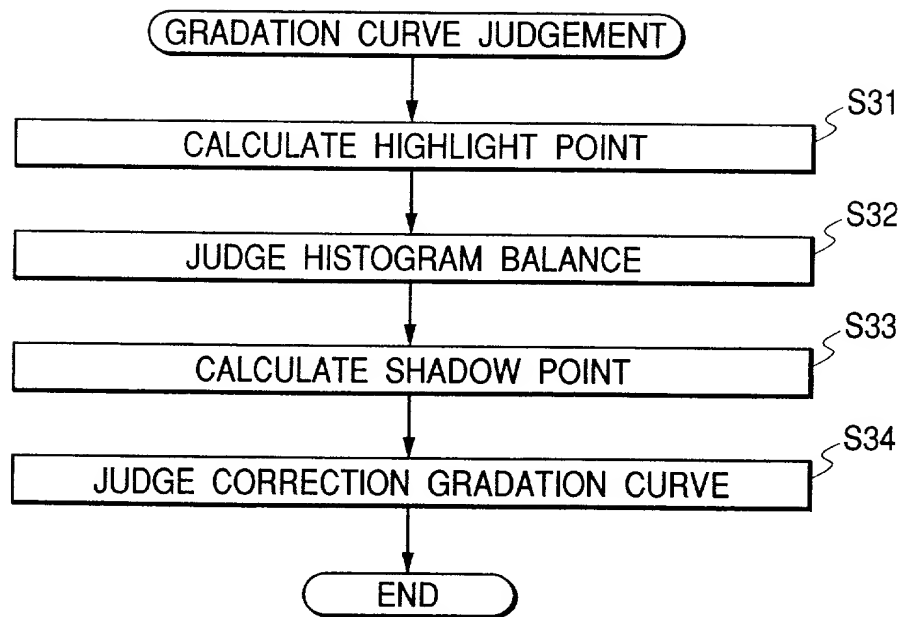 GRADATION CURVE JUDGEMENT
S31
CALCULATE HIGHLIGHT POINT
S32
JUDGE HISTOGRAM BALANCE
S33
CALCULATE SHADOW POINT
S34
JUDGE CORRECTION GRADATION CURVE
END